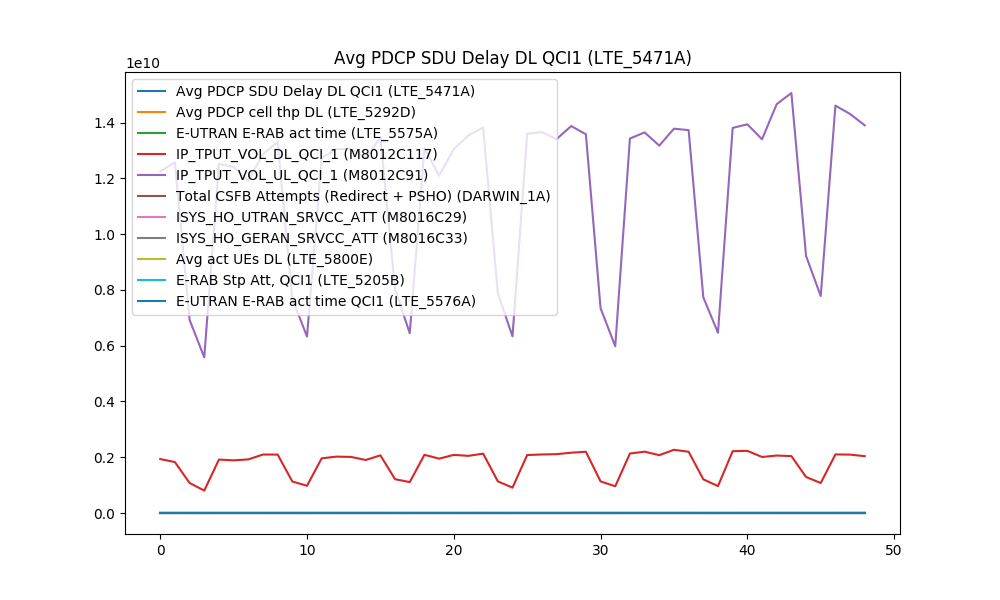 Avg PDCP SDU Delay DL QCI1 (LTE_5471A)
1e10
Avg PDCP SDU Delay DL QCI1 (LTE_5471A)
Avg PDCP cell thp DL (LTE_5292D)
E-UTRAN E-RAB act time (LTE_5575A)
IP_TPUT_VOL_DL_QCI_1 (M8012C117)
IP_TPUT_VOL_UL_QCI_1 (M8012C91)
Total CSFB Attempts (Redirect + PSHO) (DARWIN_1A)
ISYS_HO_UTRAN_SRVCC_ATT (M8016C29)
ISYS_HO_GERAN_SRVCC_ATT (M8016C33)
Avg act UEs DL (LTE_5800E)
E-RAB Stp Att, QCI1 (LTE_5205B)
E-UTRAN E-RAB act time QCI1 (LTE_5576A)
1.4
1.2
1.0
0.8
0.6
0.4
0.2
0.0
0 10 20 30 40 50